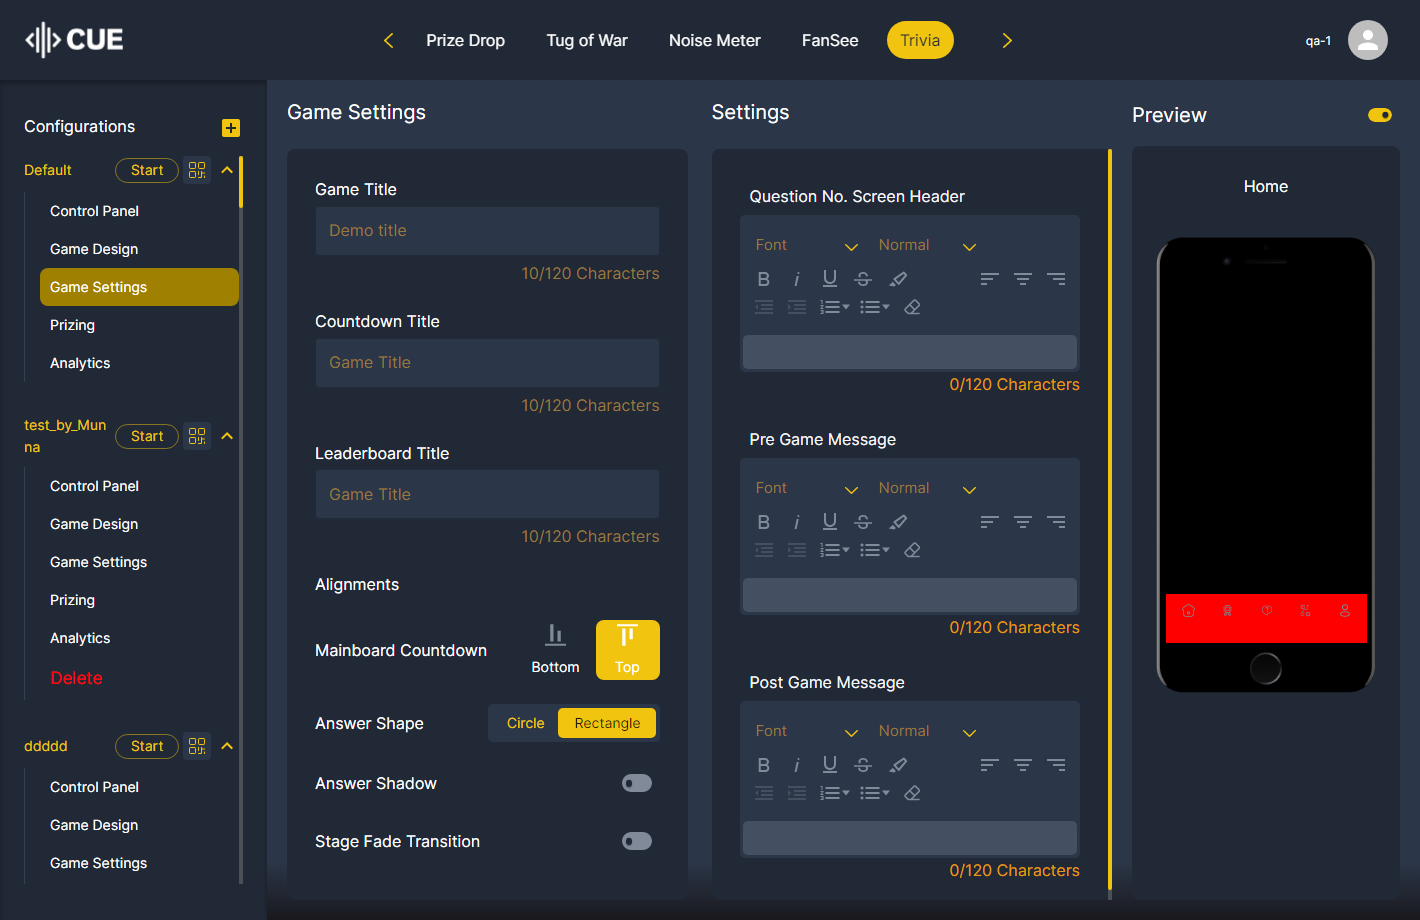 CUE
Prize Drop
Tug of War
Noise Meter
FanSee
Trivia
qa-1
Configurations
Default
Start
Control Panel
Game Design
Game Settings
Prizing
Analytics
test_by_Mun
na
Start
Control Panel
Game Design
Game Settings
Prizing
Analytics
Delete
ddddd
Start
Control Panel
Game Design
Game Settings
Game Settings
Game Title
Demo title
10/120 Characters
Countdown Title
Game Title
10/120 Characters
Leaderboard Title
Game Title
10/120 Characters
Alignments
Mainboard Countdown
Bottom
Top
Answer Shape
Circle
Rectangle
Answer Shadow
Stage Fade Transition
Settings
Question No. Screen Header
Font
Normal
0/120 Characters
Pre Game Message
Font
Normal
0/120 Characters
Post Game Message
Font
Normal
0/120 Characters
Preview
Home